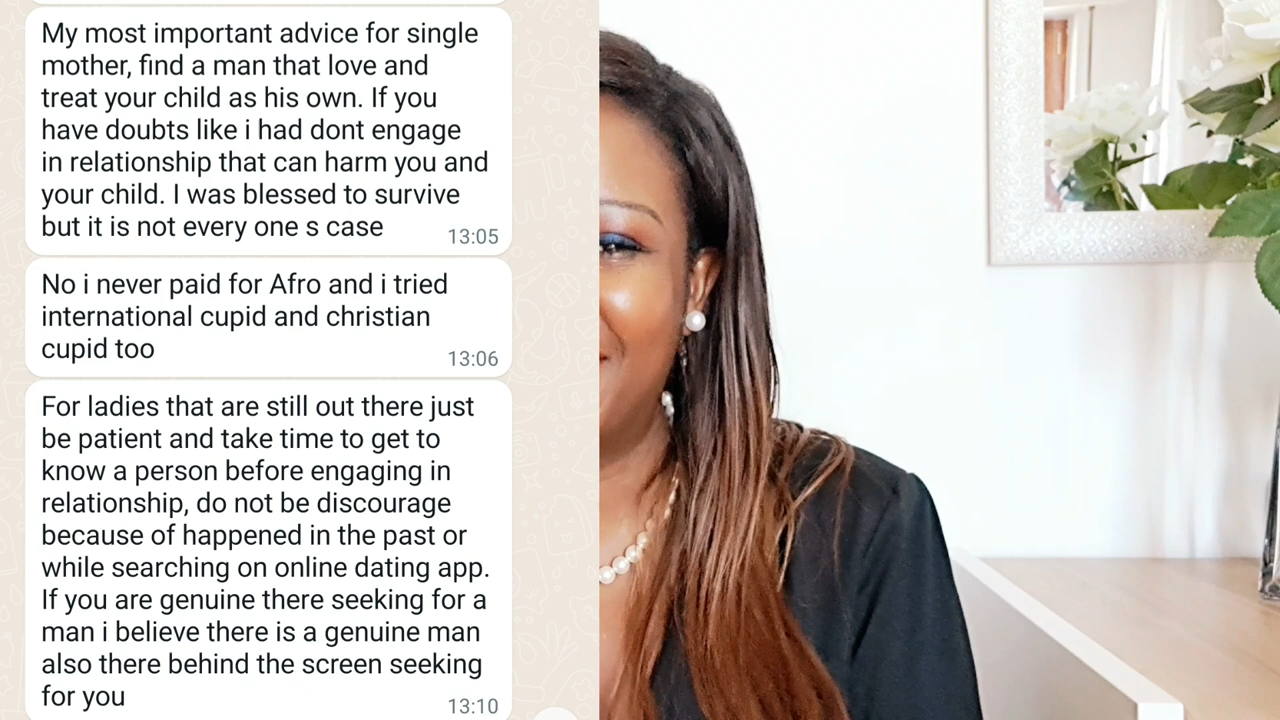 My most important advice for single
mother, find a man that love and
treat your child as his own. If you
have doubts like i had dont engage
in relationship that can harm you and
your child. I was blessed to survive
but it is not every one s case
13:05
No i never paid for Afro and i tried
international cupid and christian
cupid too
13:06
For ladies that are still out there just
be patient and take time to get to
know a person before engaging in
relationship, do not be discourage
because of happened in the past or
while searching on online dating app.
If you are genuine there seeking for a
man i believe there is a genuine man
also there behind the screen seeking
for you
13:10